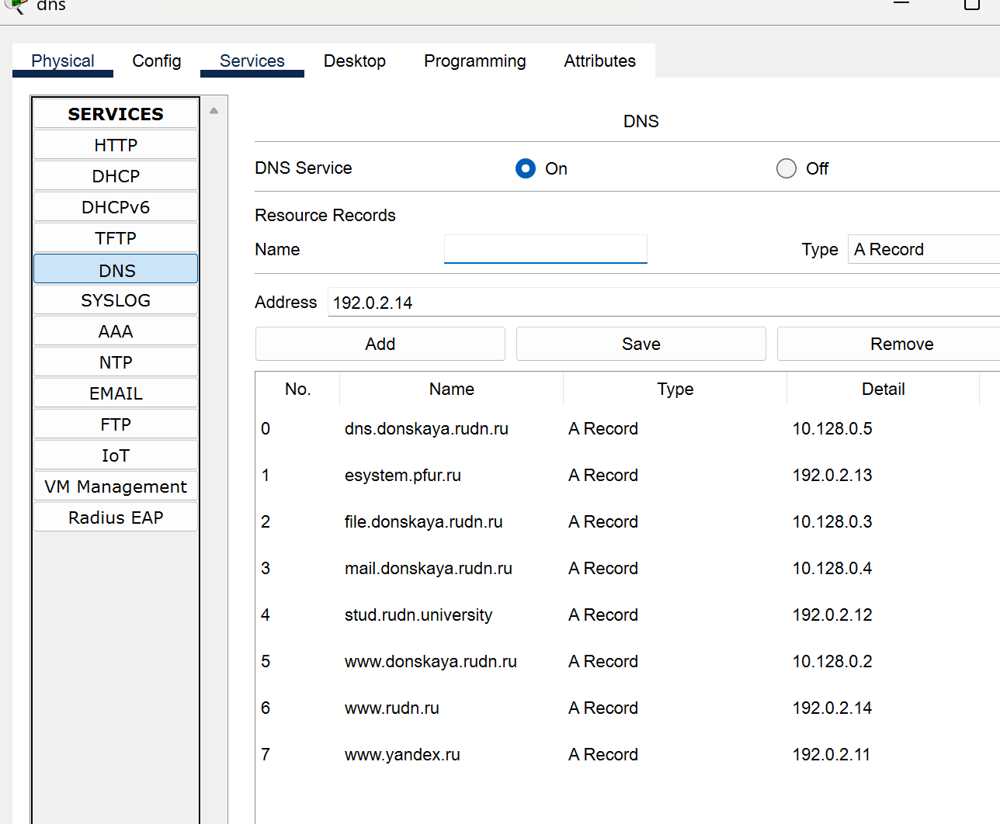 dns
Physical Config Services Desktop Programming Attributes
SERVICES
HTTP
DHCP
DHCPv6
TFTP
DNS
SYSLOG
AAA
NTP
EMAIL
FTP
IoT
VM Management
Radius EAP
DNS
DNS Service On Off
Resource Records
Name Type A Record
Address 192.0.2.14
Add Save Remove
No. Name Type Detail
0 dns.donskaya.rudn.ru A Record 10.128.0.5
1 esystem.pfur.ru A Record 192.0.2.13
2 file.donskaya.rudn.ru A Record 10.128.0.3
3 mail.donskaya.rudn.ru A Record 10.128.0.4
4 stud.rudn.university A Record 192.0.2.12
5 www.donskaya.rudn.ru A Record 10.128.0.2
6 www.rudn.ru A Record 192.0.2.14
7 www.yandex.ru A Record 192.0.2.11